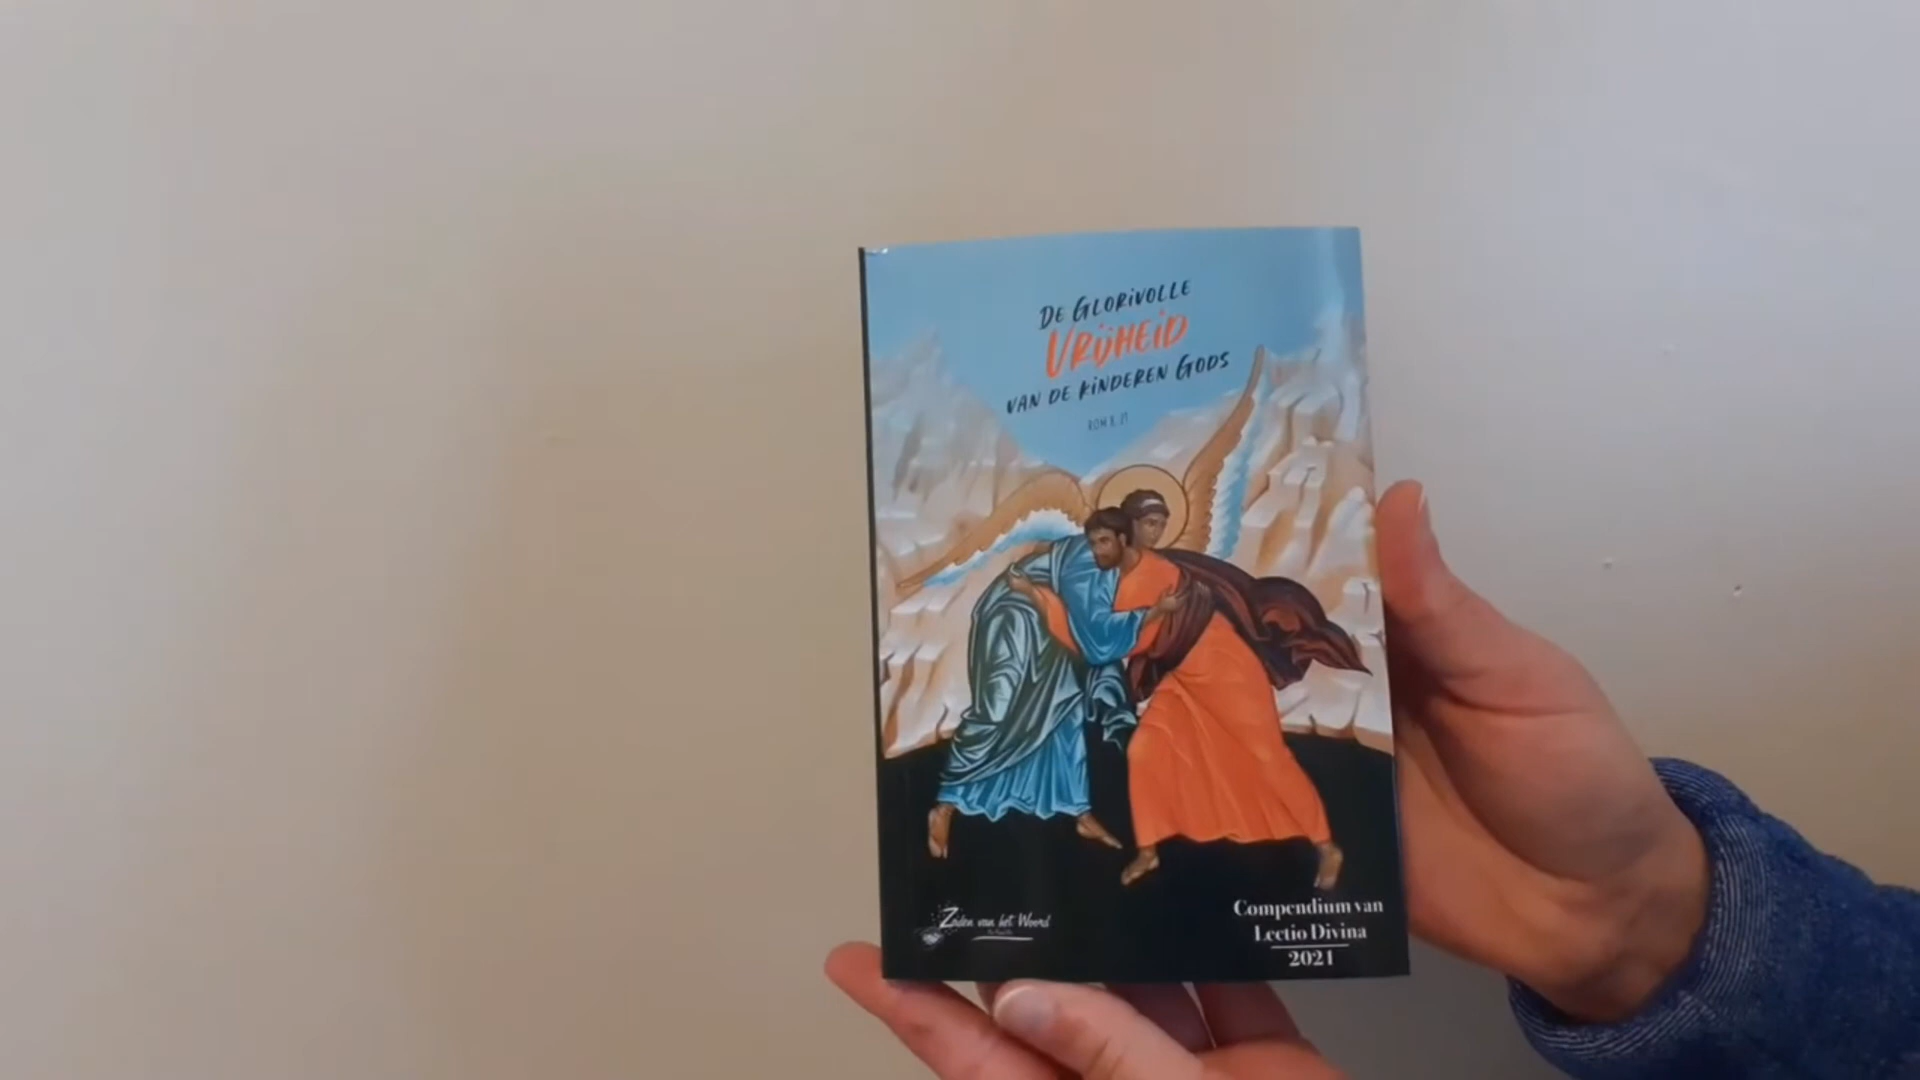 DE GLORIVOLLE
VRIJHEID
VAN DE KINDEREN GODS
ROM 8, 21
Zaden van het Woord
Compendium van
Lectio Divina
2021